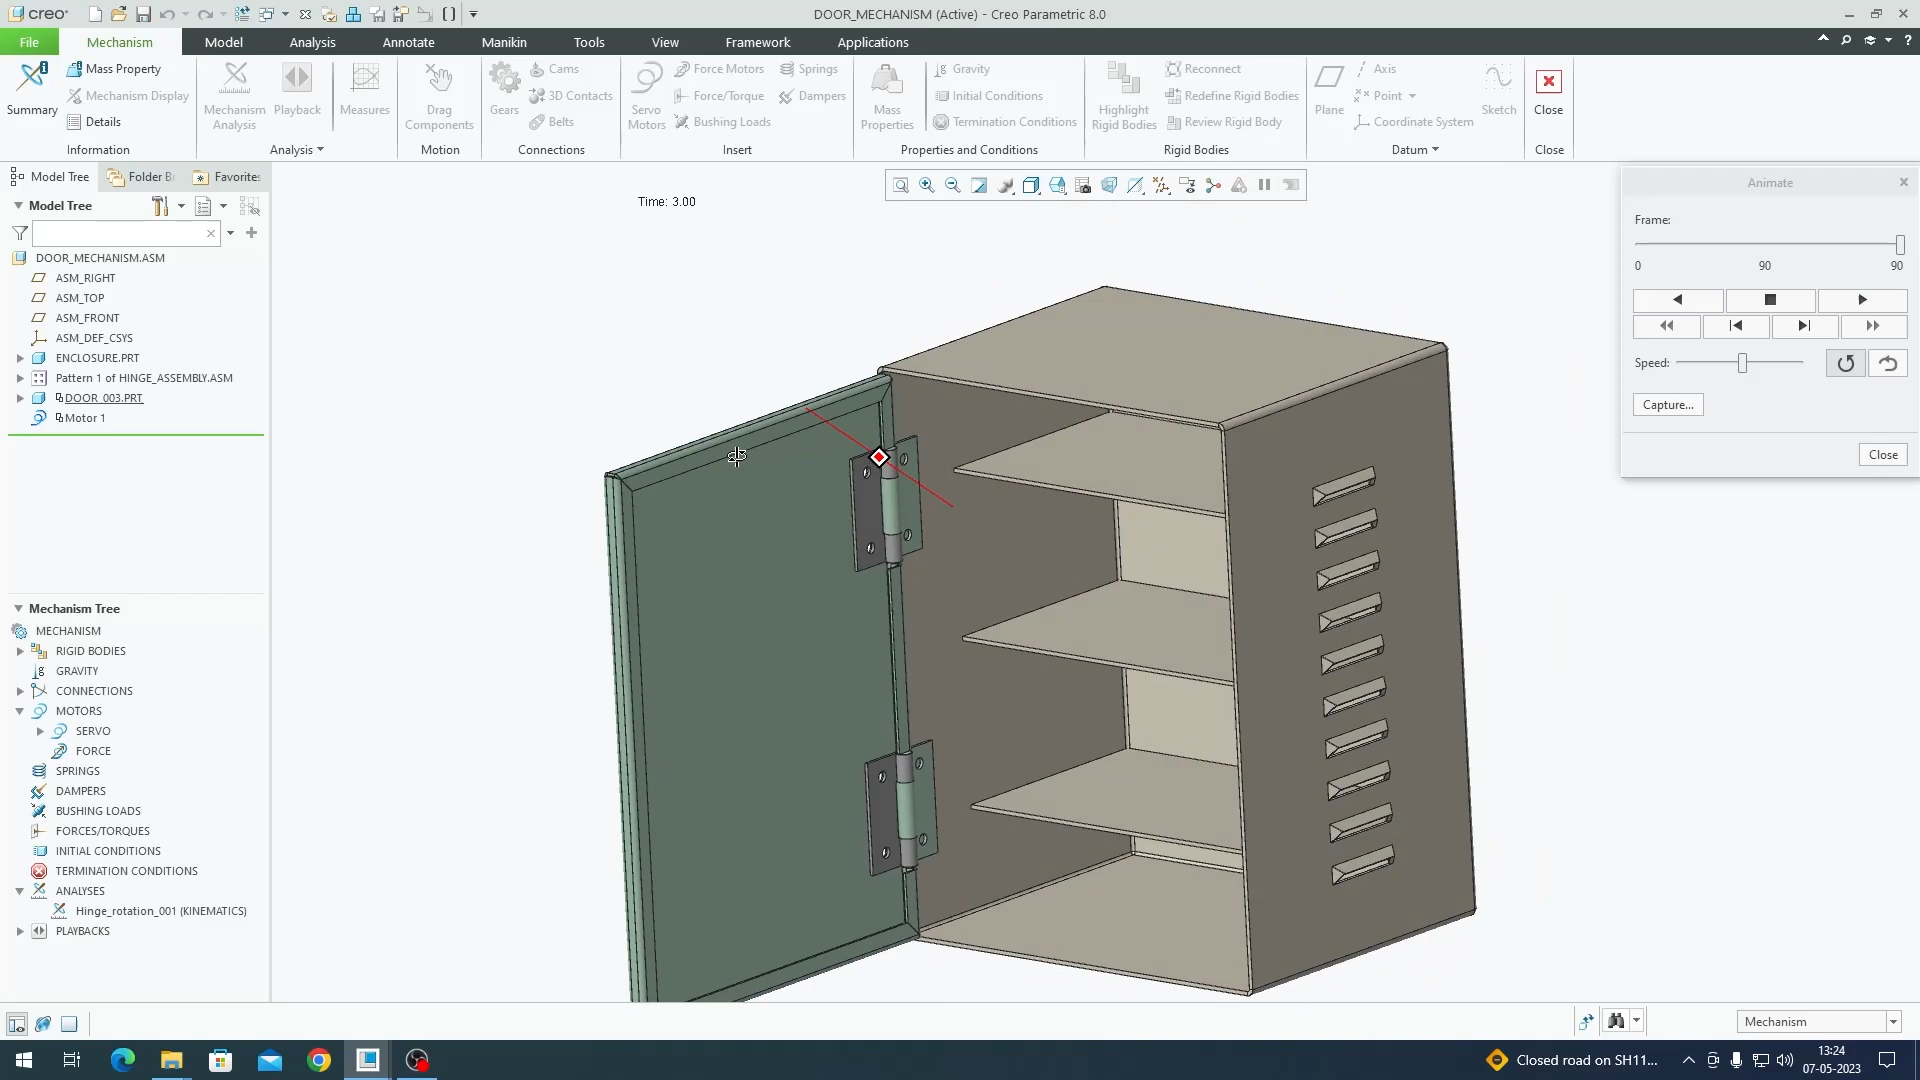 creo
DOOR_MECHANISM (Active) - Creo Parametric 8.0
File
Mechanism
Model
Analysis
Annotate
Manikin
Tools
View
Framework
Applications
Summary
Mass Property
Mechanism Display
Details
Information
Mechanism Analysis
Playback
Measures
Analysis
Drag Components
Motion
Gears
Cams
3D Contacts
Belts
Connections
Servo Motors
Force Motors
Force/Torque
Bushing Loads
Springs
Dampers
Insert
Mass Properties
Gravity
Initial Conditions
Termination Conditions
Properties and Conditions
Highlight Rigid Bodies
Reconnect
Redefine Rigid Bodies
Review Rigid Body
Rigid Bodies
Plane
Axis
Point
Coordinate System
Sketch
Datum
Close
Close
Model Tree
Folder Br
Favorites
Model Tree
DOOR_MECHANISM.ASM
ASM_RIGHT
ASM_TOP
ASM_FRONT
ASM_DEF_CSYS
ENCLOSURE.PRT
Pattern 1 of HINGE_ASSEMBLY.ASM
DOOR_003.PRT
Motor 1
Mechanism Tree
MECHANISM
RIGID BODIES
GRAVITY
CONNECTIONS
MOTORS
SERVO
FORCE
SPRINGS
DAMPERS
BUSHING LOADS
FORCES/TORQUES
INITIAL CONDITIONS
TERMINATION CONDITIONS
ANALYSES
Hinge_rotation_001 (KINEMATICS)
PLAYBACKS
Time: 3.00
Animate
Frame:
0 90 90
Speed:
Capture...
Close
Mechanism
Closed road on SH11...
13:24
07-05-2023